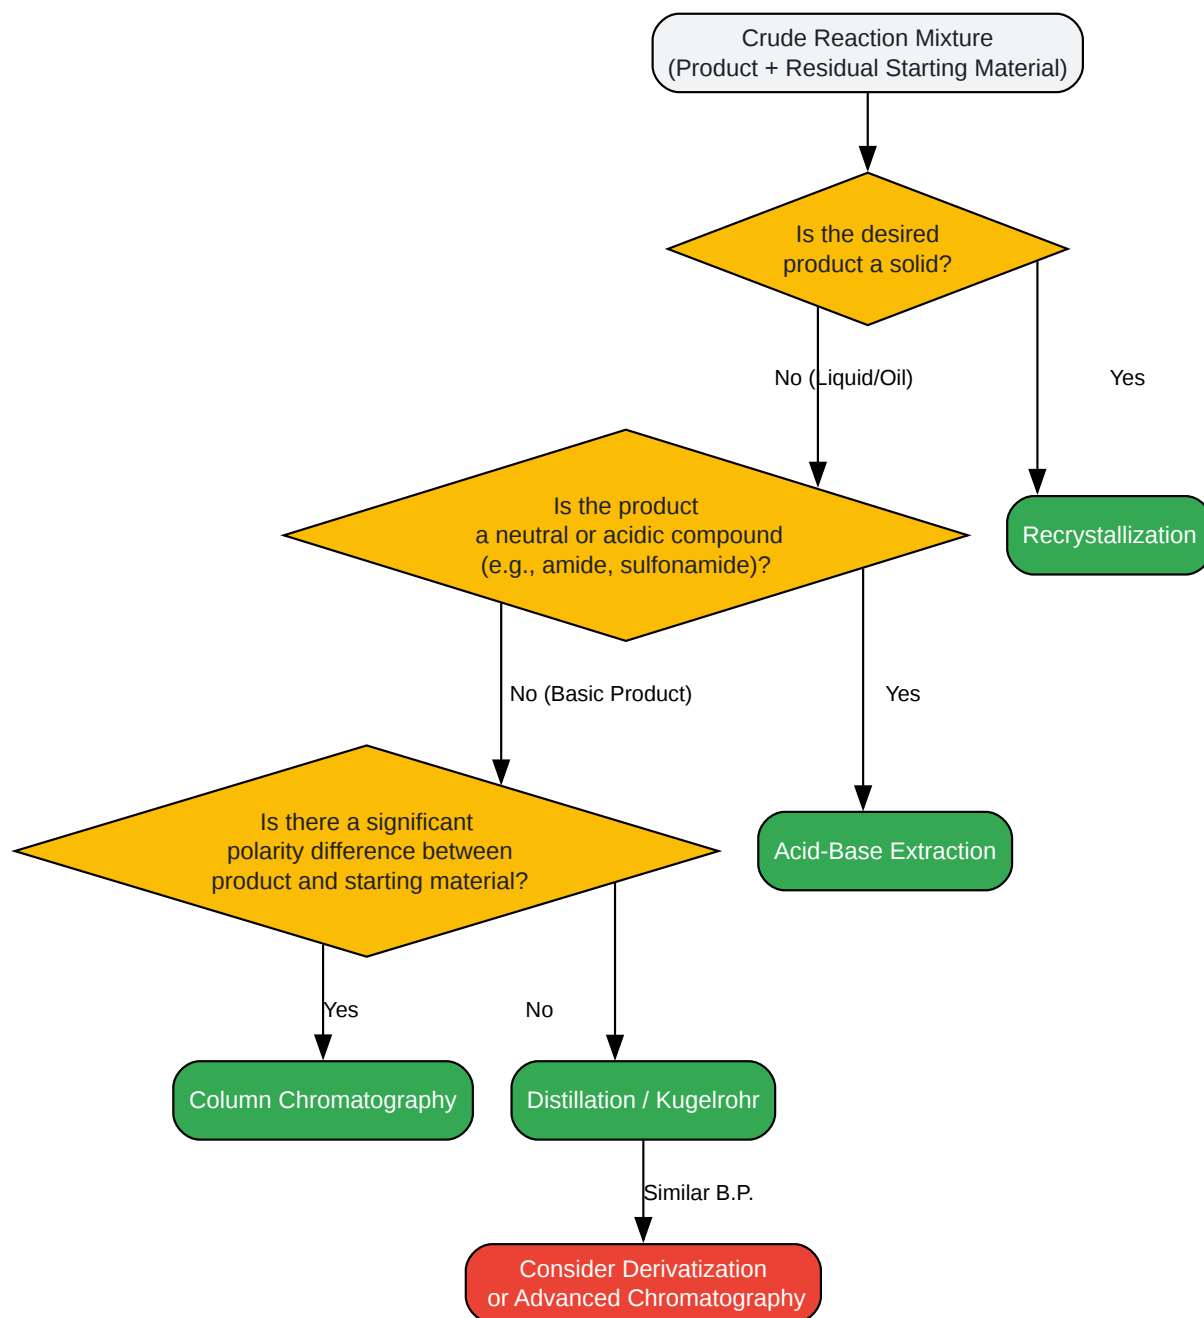 Crude Reaction Mixture
(Product + Residual Starting Material)
Is the desired
product a solid?
No (Liquid/Oil)
Yes
Is the product
a neutral or acidic compound
(e.g., amide, sulfonamide)?
Recrystallization
No (Basic Product)
Yes
Is there a significant
polarity difference between
product and starting material?
Acid-Base Extraction
Yes
No
Column Chromatography
Distillation / Kugelrohr
Similar B.P.
Consider Derivatization
or Advanced Chromatography